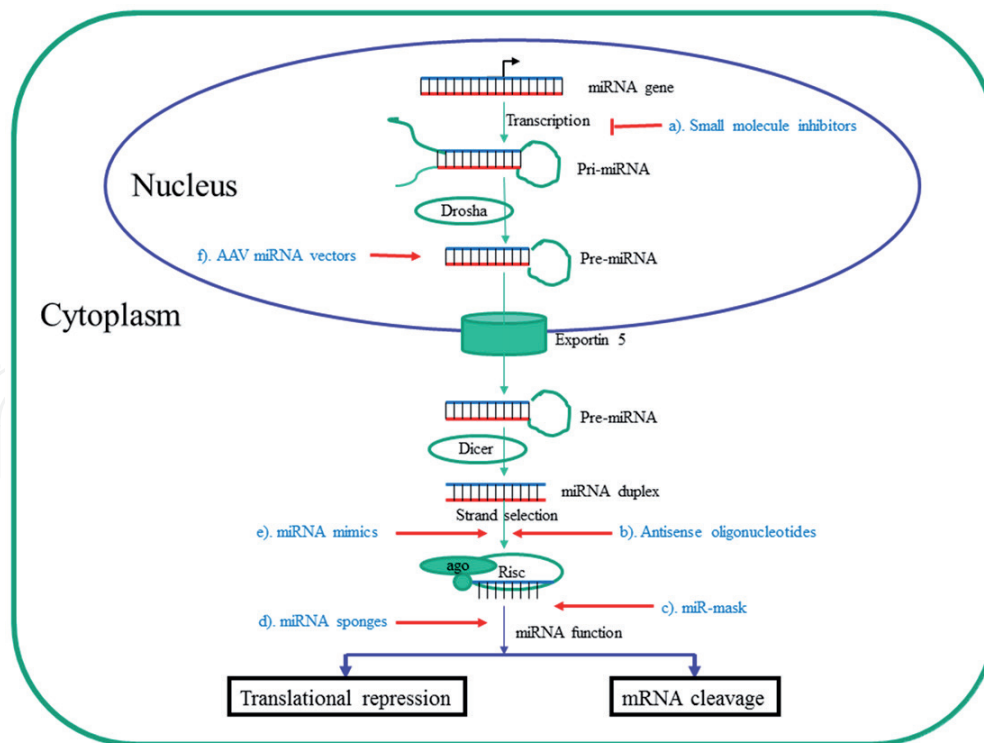 miRNA gene
Transcription
a). Small molecule inhibitors
Pri-miRNA
Nucleus
Drosha
f). AAV miRNA vectors
Pre-miRNA
Cytoplasm
Exportin 5
Pre-miRNA
Dicer
miRNA duplex
Strand selection
e). miRNA mimics
b). Antisense oligonucleotides
ago
Risc
c). miR-mask
d). miRNA sponges
miRNA function
Translational repression
mRNA cleavage